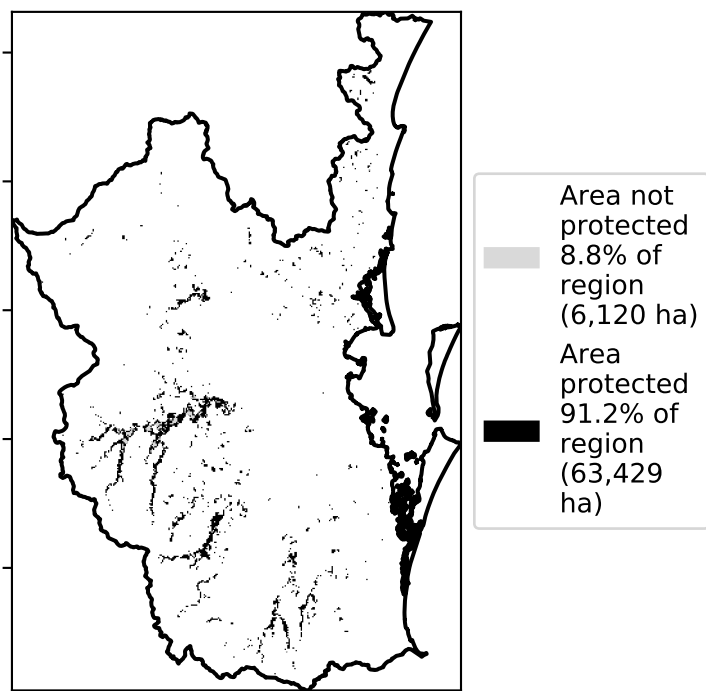 Area not
protected
8.8% of
region
(6,120 ha)
Area
protected
91.2% of
region
(63,429
ha)